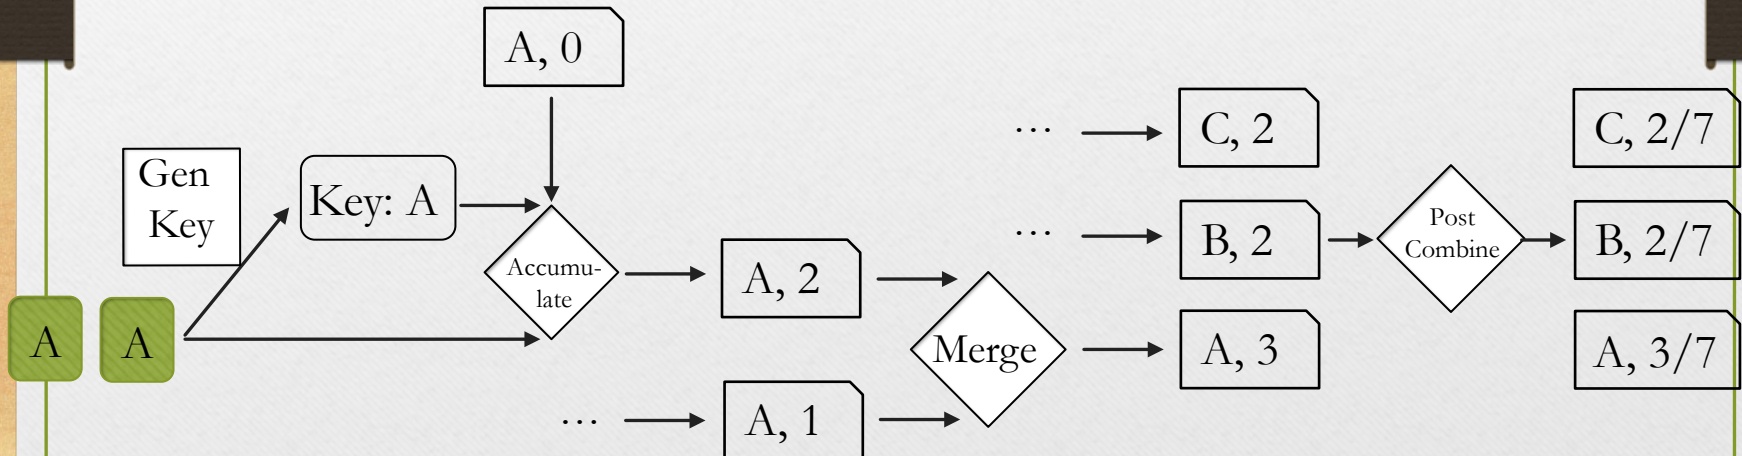 A, 0
Gen
Key
Key: A
Accumu-
late
A
A
A, 2
... 
A, 1
Merge
...
C, 2
...
B, 2
A, 3
Post
Combine
C, 2/7
B, 2/7
A, 3/7